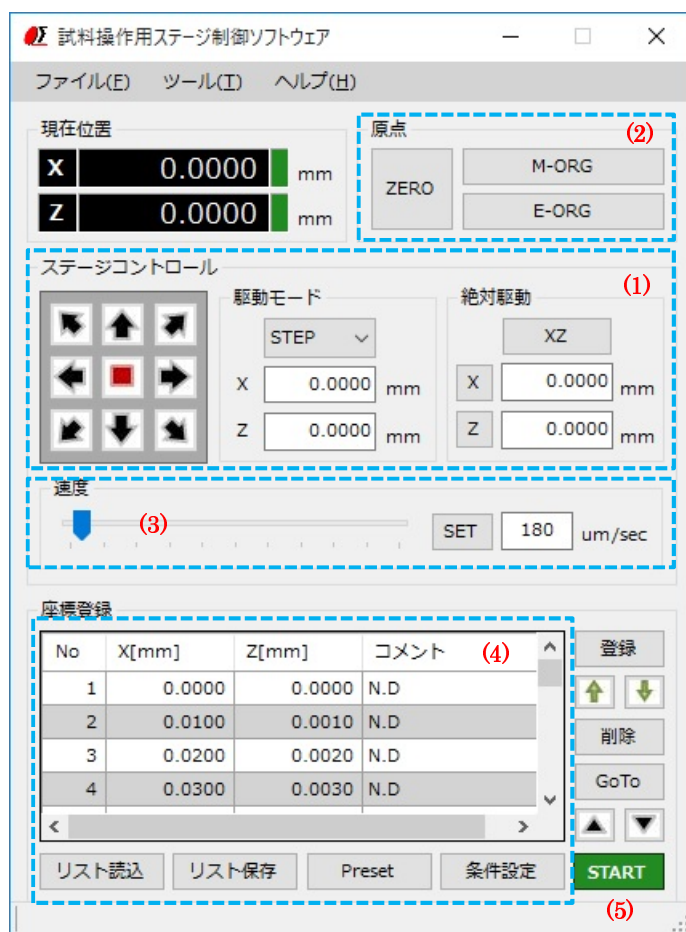 試料操作用ステージ制御ソフトウェア
ファイル(F) ツール(T) ヘルプ(H)
現在位置
X 0.0000 mm
Z 0.0000 mm
原点 (2)
ZERO
M-ORG
E-ORG
ステージコントロール (1)
駆動モード
STEP
X 0.0000 mm
Z 0.0000 mm
絶対駆動
XZ
X 0.0000 mm
Z 0.0000 mm
速度
(3)
SET 180 um/sec
座標登録
No X[mm] Z[mm] コメント (4)
1 0.0000 0.0000 N.D
2 0.0100 0.0010 N.D
3 0.0200 0.0020 N.D
4 0.0300 0.0030 N.D
登録
削除
GoTo
リスト読込 リスト保存 Preset 条件設定 START
(5)